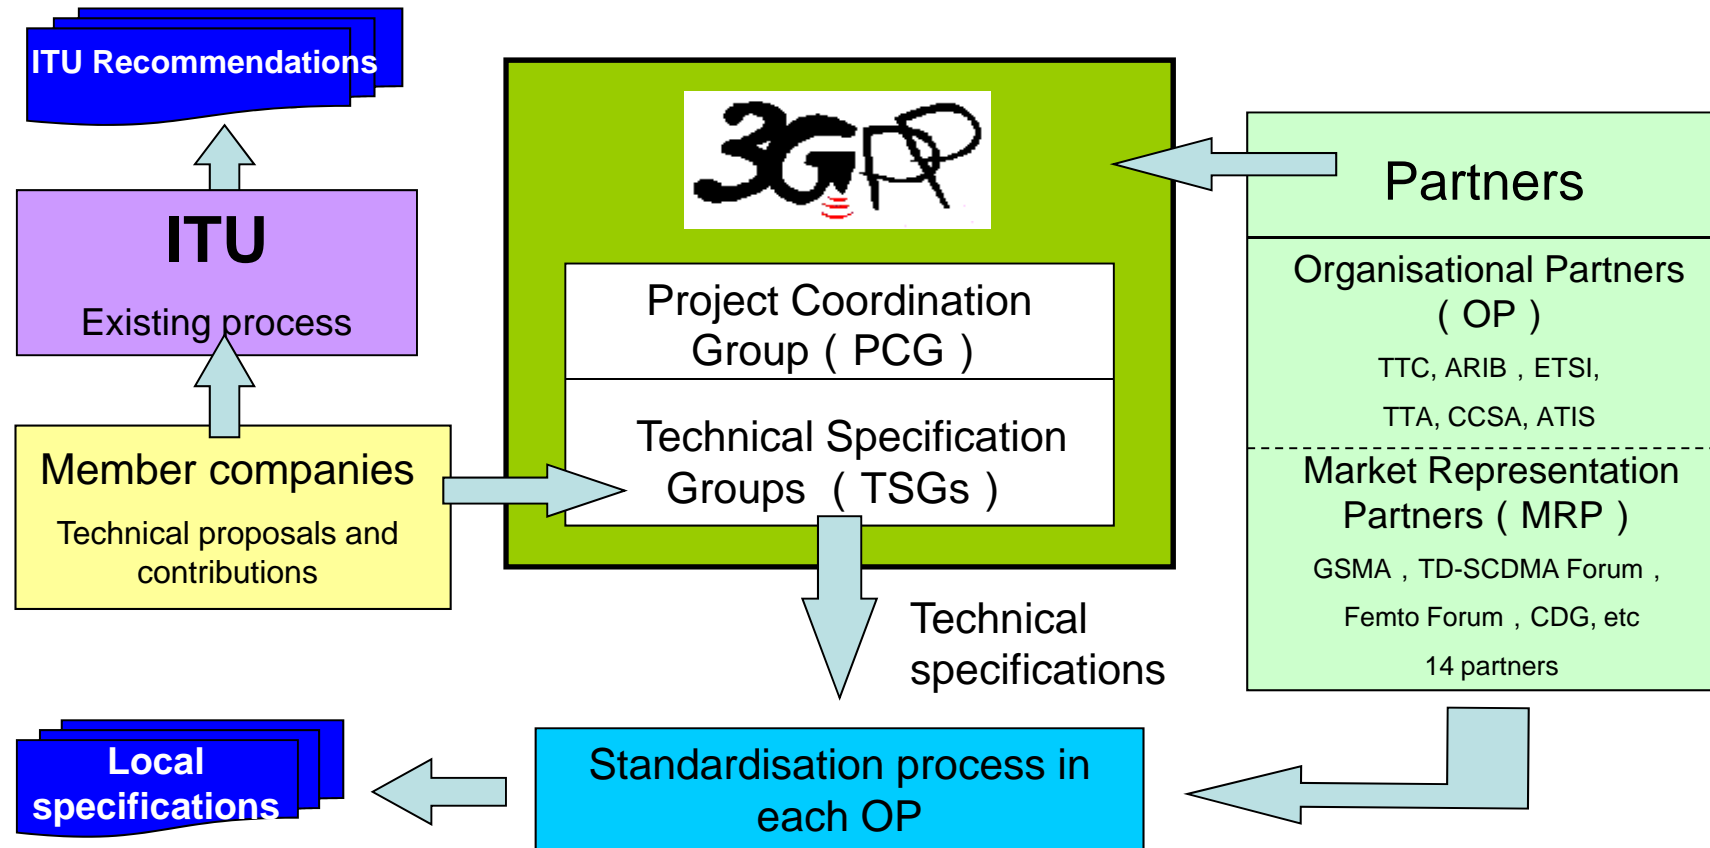 ITU Recommendations
ITU
Existing process
Member companies
Technical proposals and
contributions
3GPP
Project Coordination
Group ( PCG )
Technical Specification
Groups ( TSGs )
Technical
specifications
Partners
Organisational Partners
( OP )
TTC, ARIB , ETSI,
TTA, CCSA, ATIS
Market Representation
Partners ( MRP )
GSMA , TD-SCDMA Forum ,
Femto Forum , CDG, etc
14 partners
Standardisation process in
each OP
Local
specifications